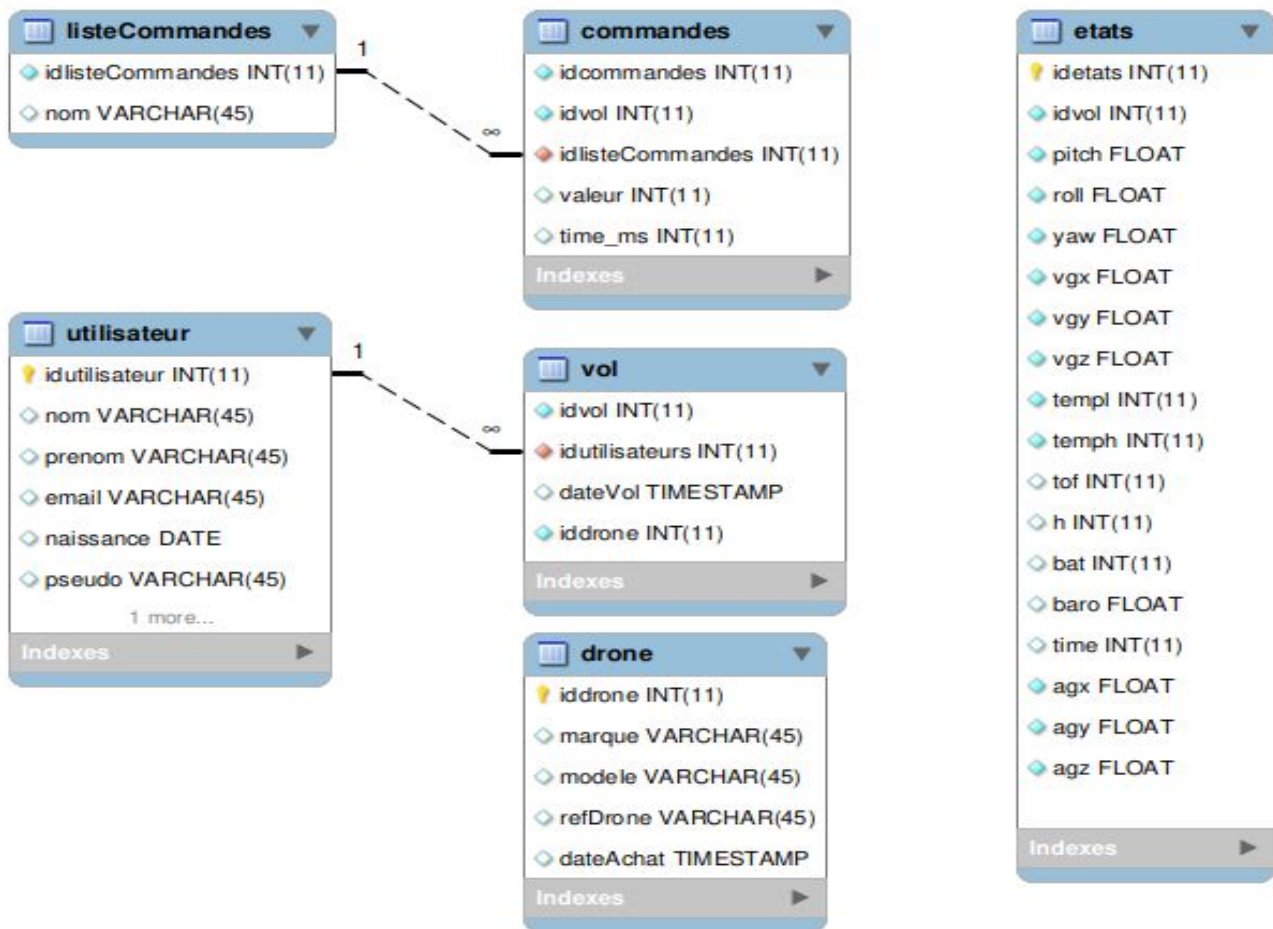 listeCommandes
idlisteCommandes INT(11)
nom VARCHAR(45)
1
∞
commandes
idcommandes INT(11)
idvol INT(11)
idlisteCommandes INT(11)
valeur INT(11)
time_ms INT(11)
Indexes
utilisateur
idutilisateur INT(11)
nom VARCHAR(45)
prenom VARCHAR(45)
email VARCHAR(45)
naissance DATE
pseudo VARCHAR(45)
1 more...
Indexes
1
∞
vol
idvol INT(11)
idutilisateurs INT(11)
dateVol TIMESTAMP
iddrone INT(11)
Indexes
drone
iddrone INT(11)
marque VARCHAR(45)
modele VARCHAR(45)
refDrone VARCHAR(45)
dateAchat TIMESTAMP
Indexes
etats
idetats INT(11)
idvol INT(11)
pitch FLOAT
roll FLOAT
yaw FLOAT
vgx FLOAT
vgy FLOAT
vgz FLOAT
templ INT(11)
temph INT(11)
tof INT(11)
h INT(11)
bat INT(11)
baro FLOAT
time INT(11)
agx FLOAT
agy FLOAT
agz FLOAT
Indexes